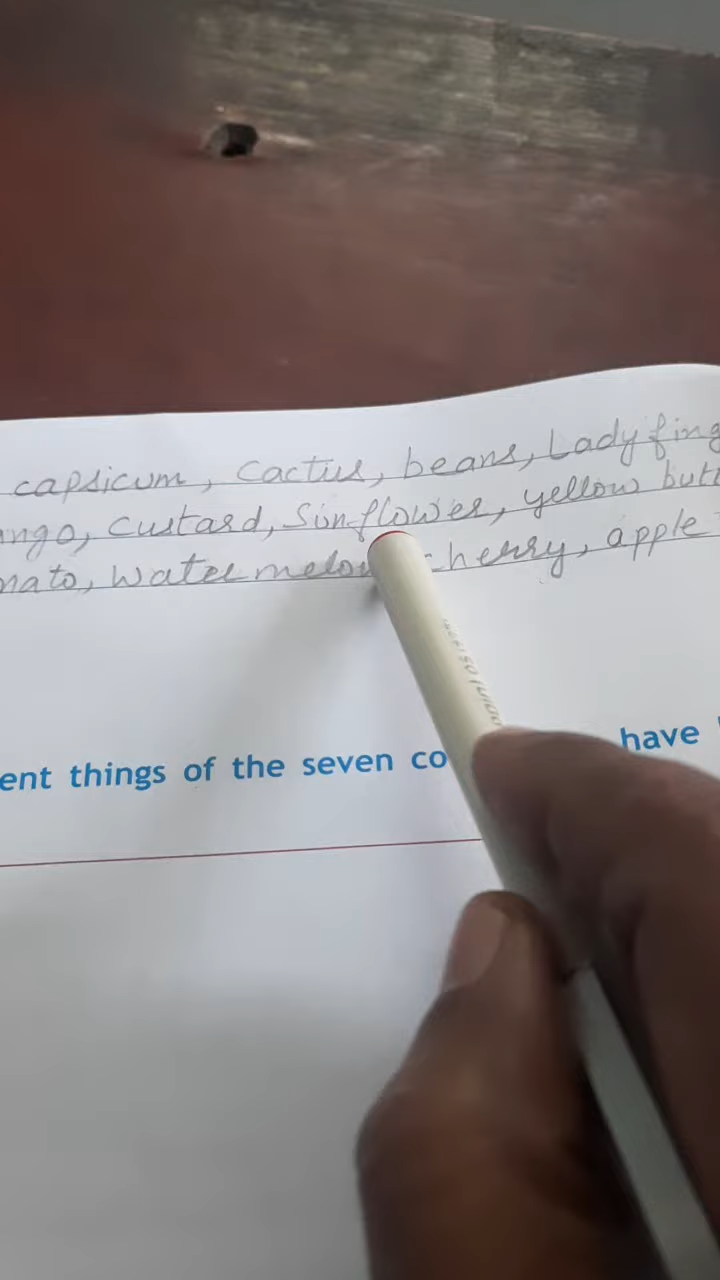 capsicum, Cactus, beans, Lady fing
ngo, Custard, Sunflower, yellow butt
mato, Water melon cherry, apple
ent things of the seven co have